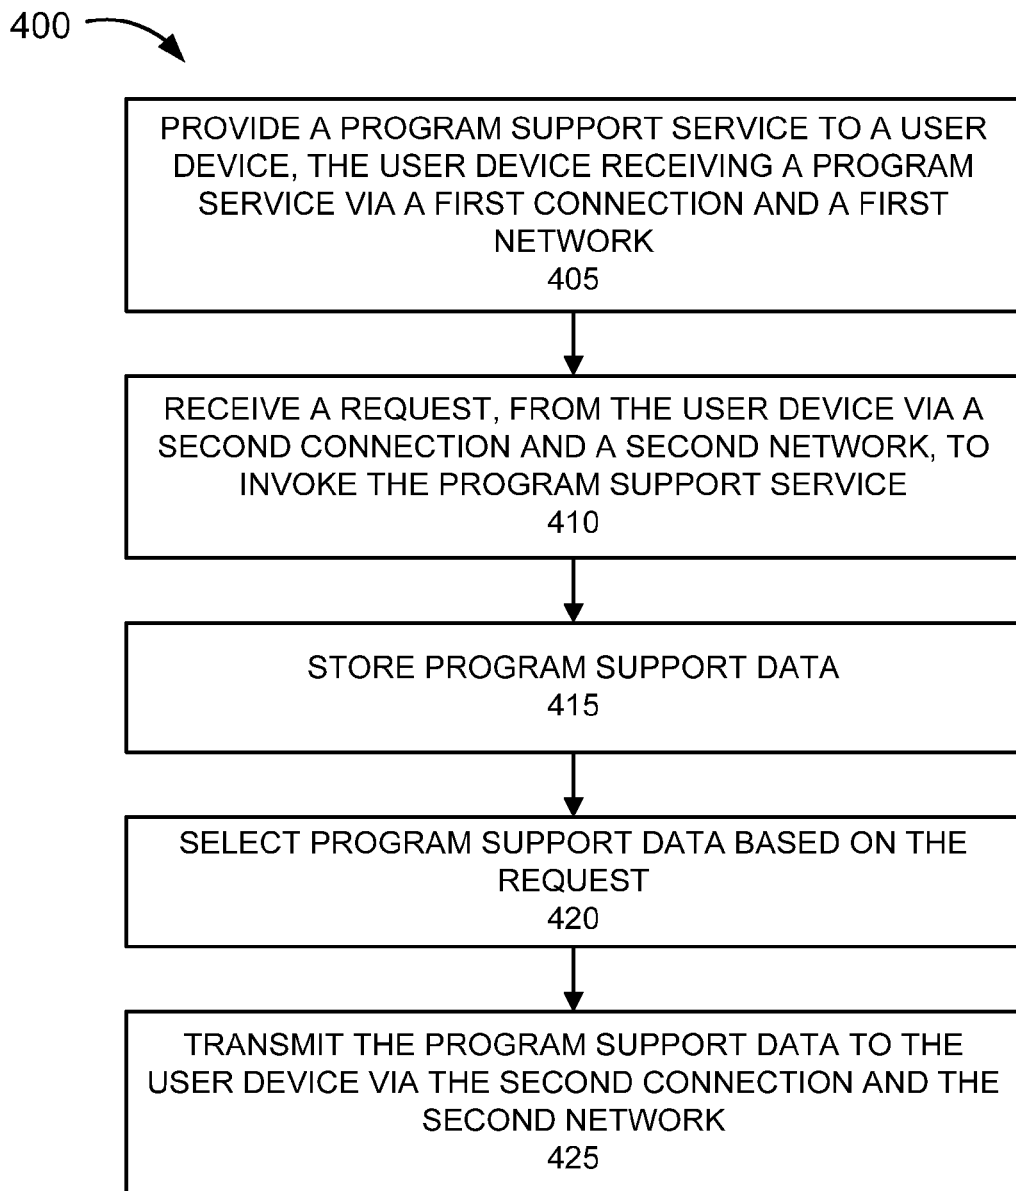 400
PROVIDE A PROGRAM SUPPORT SERVICE TO A USER
DEVICE, THE USER DEVICE RECEIVING A PROGRAM
SERVICE VIA A FIRST CONNECTION AND A FIRST
NETWORK
405
RECEIVE A REQUEST, FROM THE USER DEVICE VIA A
SECOND CONNECTION AND A SECOND NETWORK, TO
INVOKE THE PROGRAM SUPPORT SERVICE
410
STORE PROGRAM SUPPORT DATA
415
SELECT PROGRAM SUPPORT DATA BASED ON THE
REQUEST
420
TRANSMIT THE PROGRAM SUPPORT DATA TO THE
USER DEVICE VIA THE SECOND CONNECTION AND THE
SECOND NETWORK
425